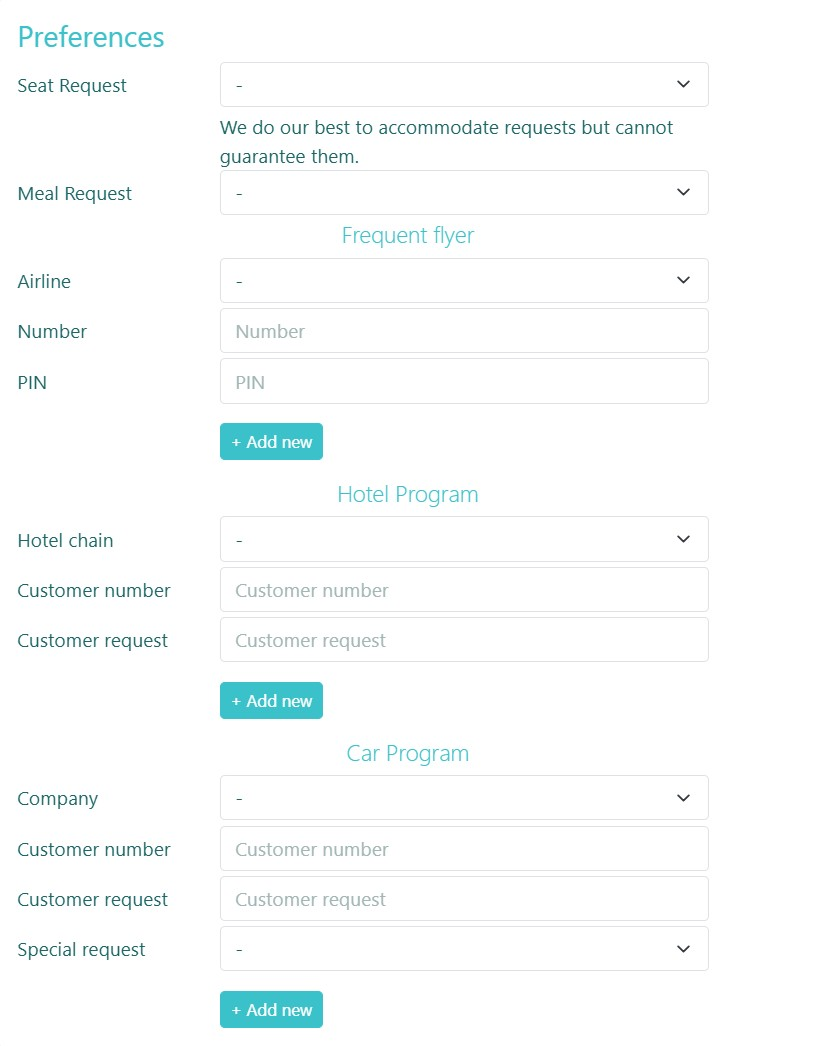 Preferences
Seat Request
-
We do our best to accommodate requests but cannot
guarantee them.
Meal Request
-
Frequent flyer
Airline
-
Number
Number
PIN
PIN
+ Add new
Hotel Program
Hotel chain
-
Customer number
Customer number
Customer request
Customer request
+ Add new
Car Program
Company
-
Customer number
Customer number
Customer request
Customer request
Special request
-
+ Add new